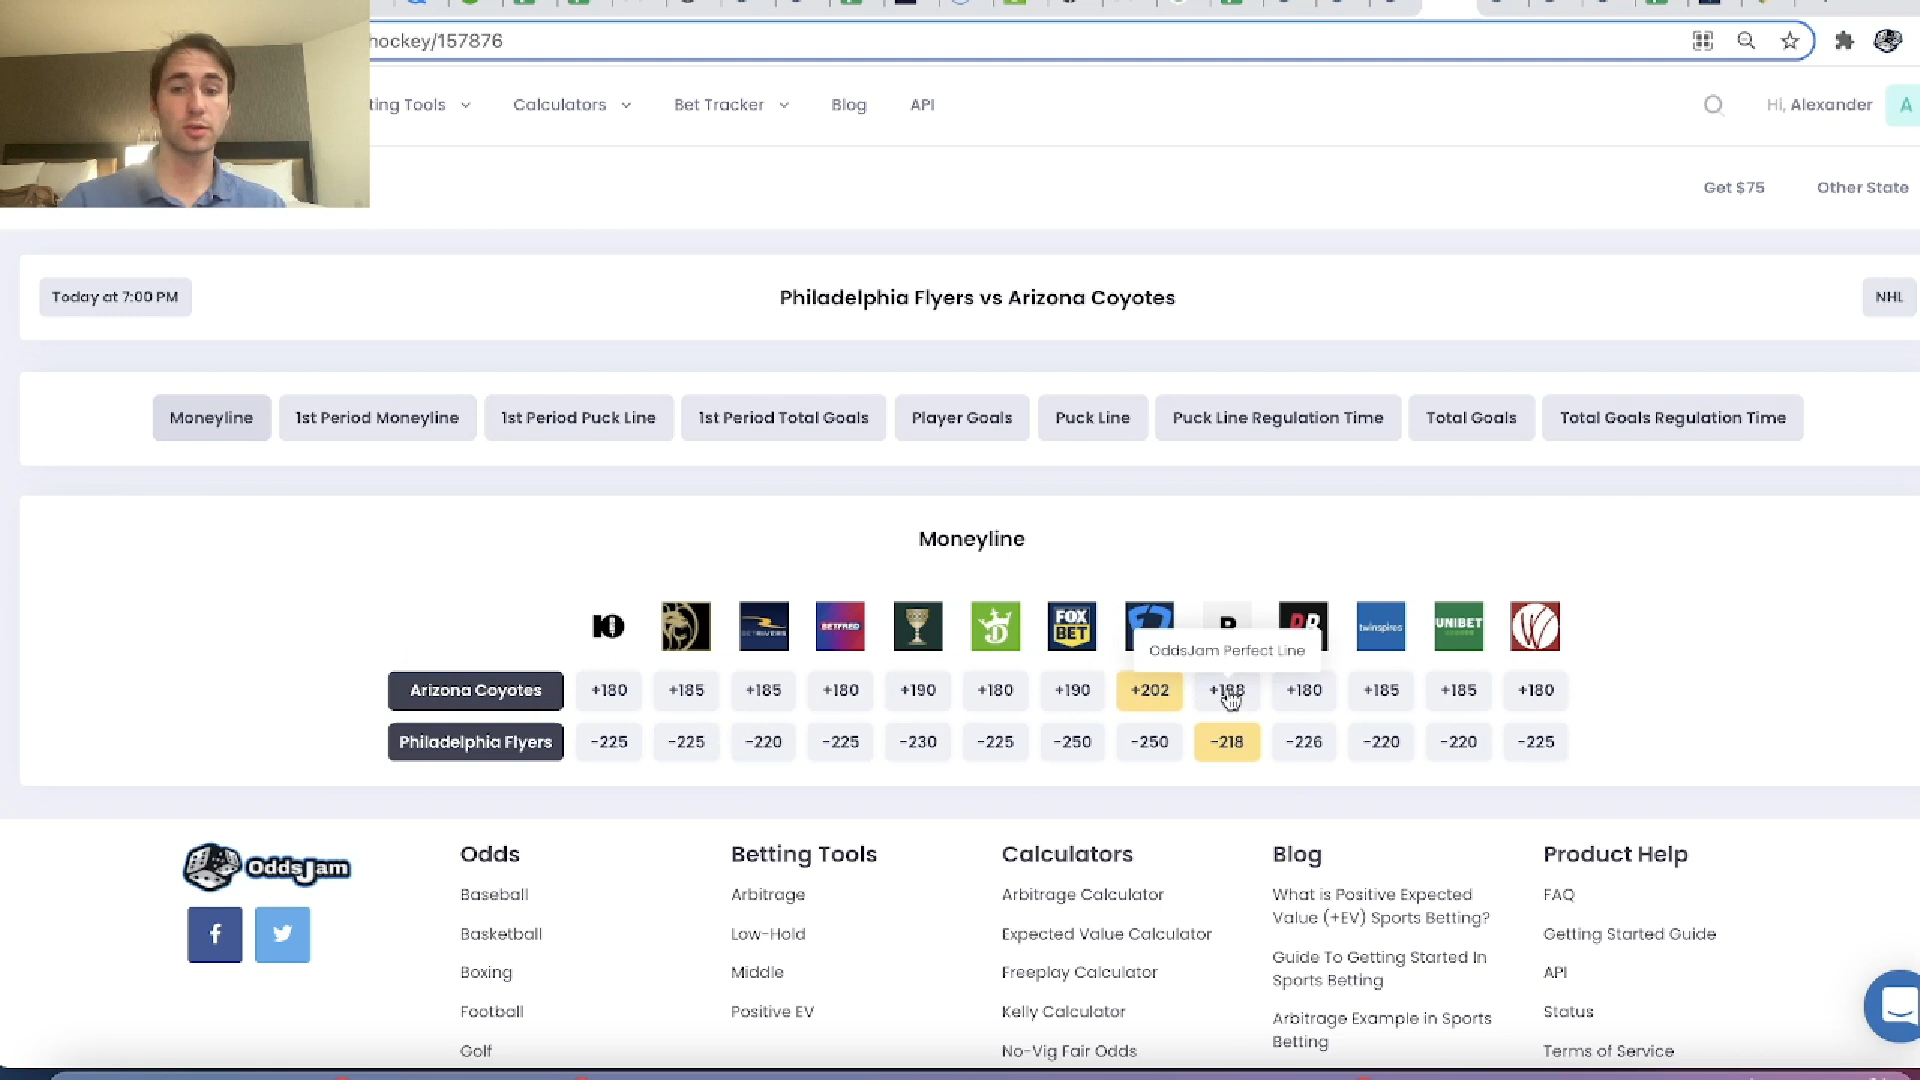 hockey/157876
ting Tools
Calculators
Bet Tracker
Blog
API
Hi, Alexander
A
Get $75
Other State
Today at 7:00 PM
Philadelphia Flyers vs Arizona Coyotes
NHL
Moneyline
1st Period Moneyline
1st Period Puck Line
1st Period Total Goals
Player Goals
Puck Line
Puck Line Regulation Time
Total Goals
Total Goals Regulation Time
Moneyline
BETRIVERS
BETFRED
FOX
BET
twinspires
UNIBET
OddsJam Perfect Line
Arizona Coyotes +180 +185 +185 +180 +190 +180 +190 +202 +188 +180 +185 +185 +180
Philadelphia Flyers -225 -225 -220 -225 -230 -225 -250 -250 -218 -226 -220 -220 -225
OddsJam
Odds
Baseball
Basketball
Boxing
Football
Golf
Betting Tools
Arbitrage
Low-Hold
Middle
Positive EV
Calculators
Arbitrage Calculator
Expected Value Calculator
Freeplay Calculator
Kelly Calculator
No-Vig Fair Odds
Blog
What is Positive Expected
Value (+EV) Sports Betting?
Guide To Getting Started In
Sports Betting
Arbitrage Example in Sports
Betting
Product Help
FAQ
Getting Started Guide
API
Status
Terms of Service